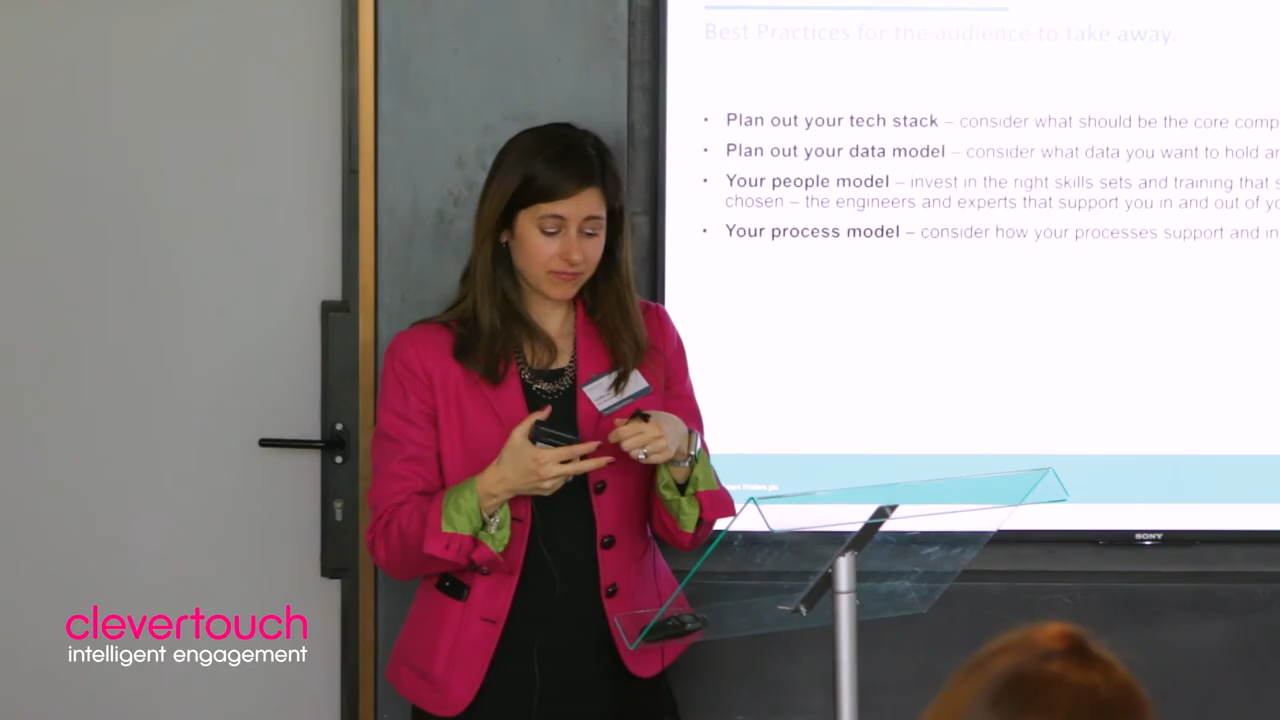 Best Practices for the audience to take away.
• Plan out your tech stack – consider what should be the core comp
• Plan out your data model – consider what data you want to hold ar
• Your people model – invest in the right skills sets and training that s
chosen – the engineers and experts that support you in and out of yo
• Your process model – consider how your processes support and in
SONY
clevertouch
intelligent engagement